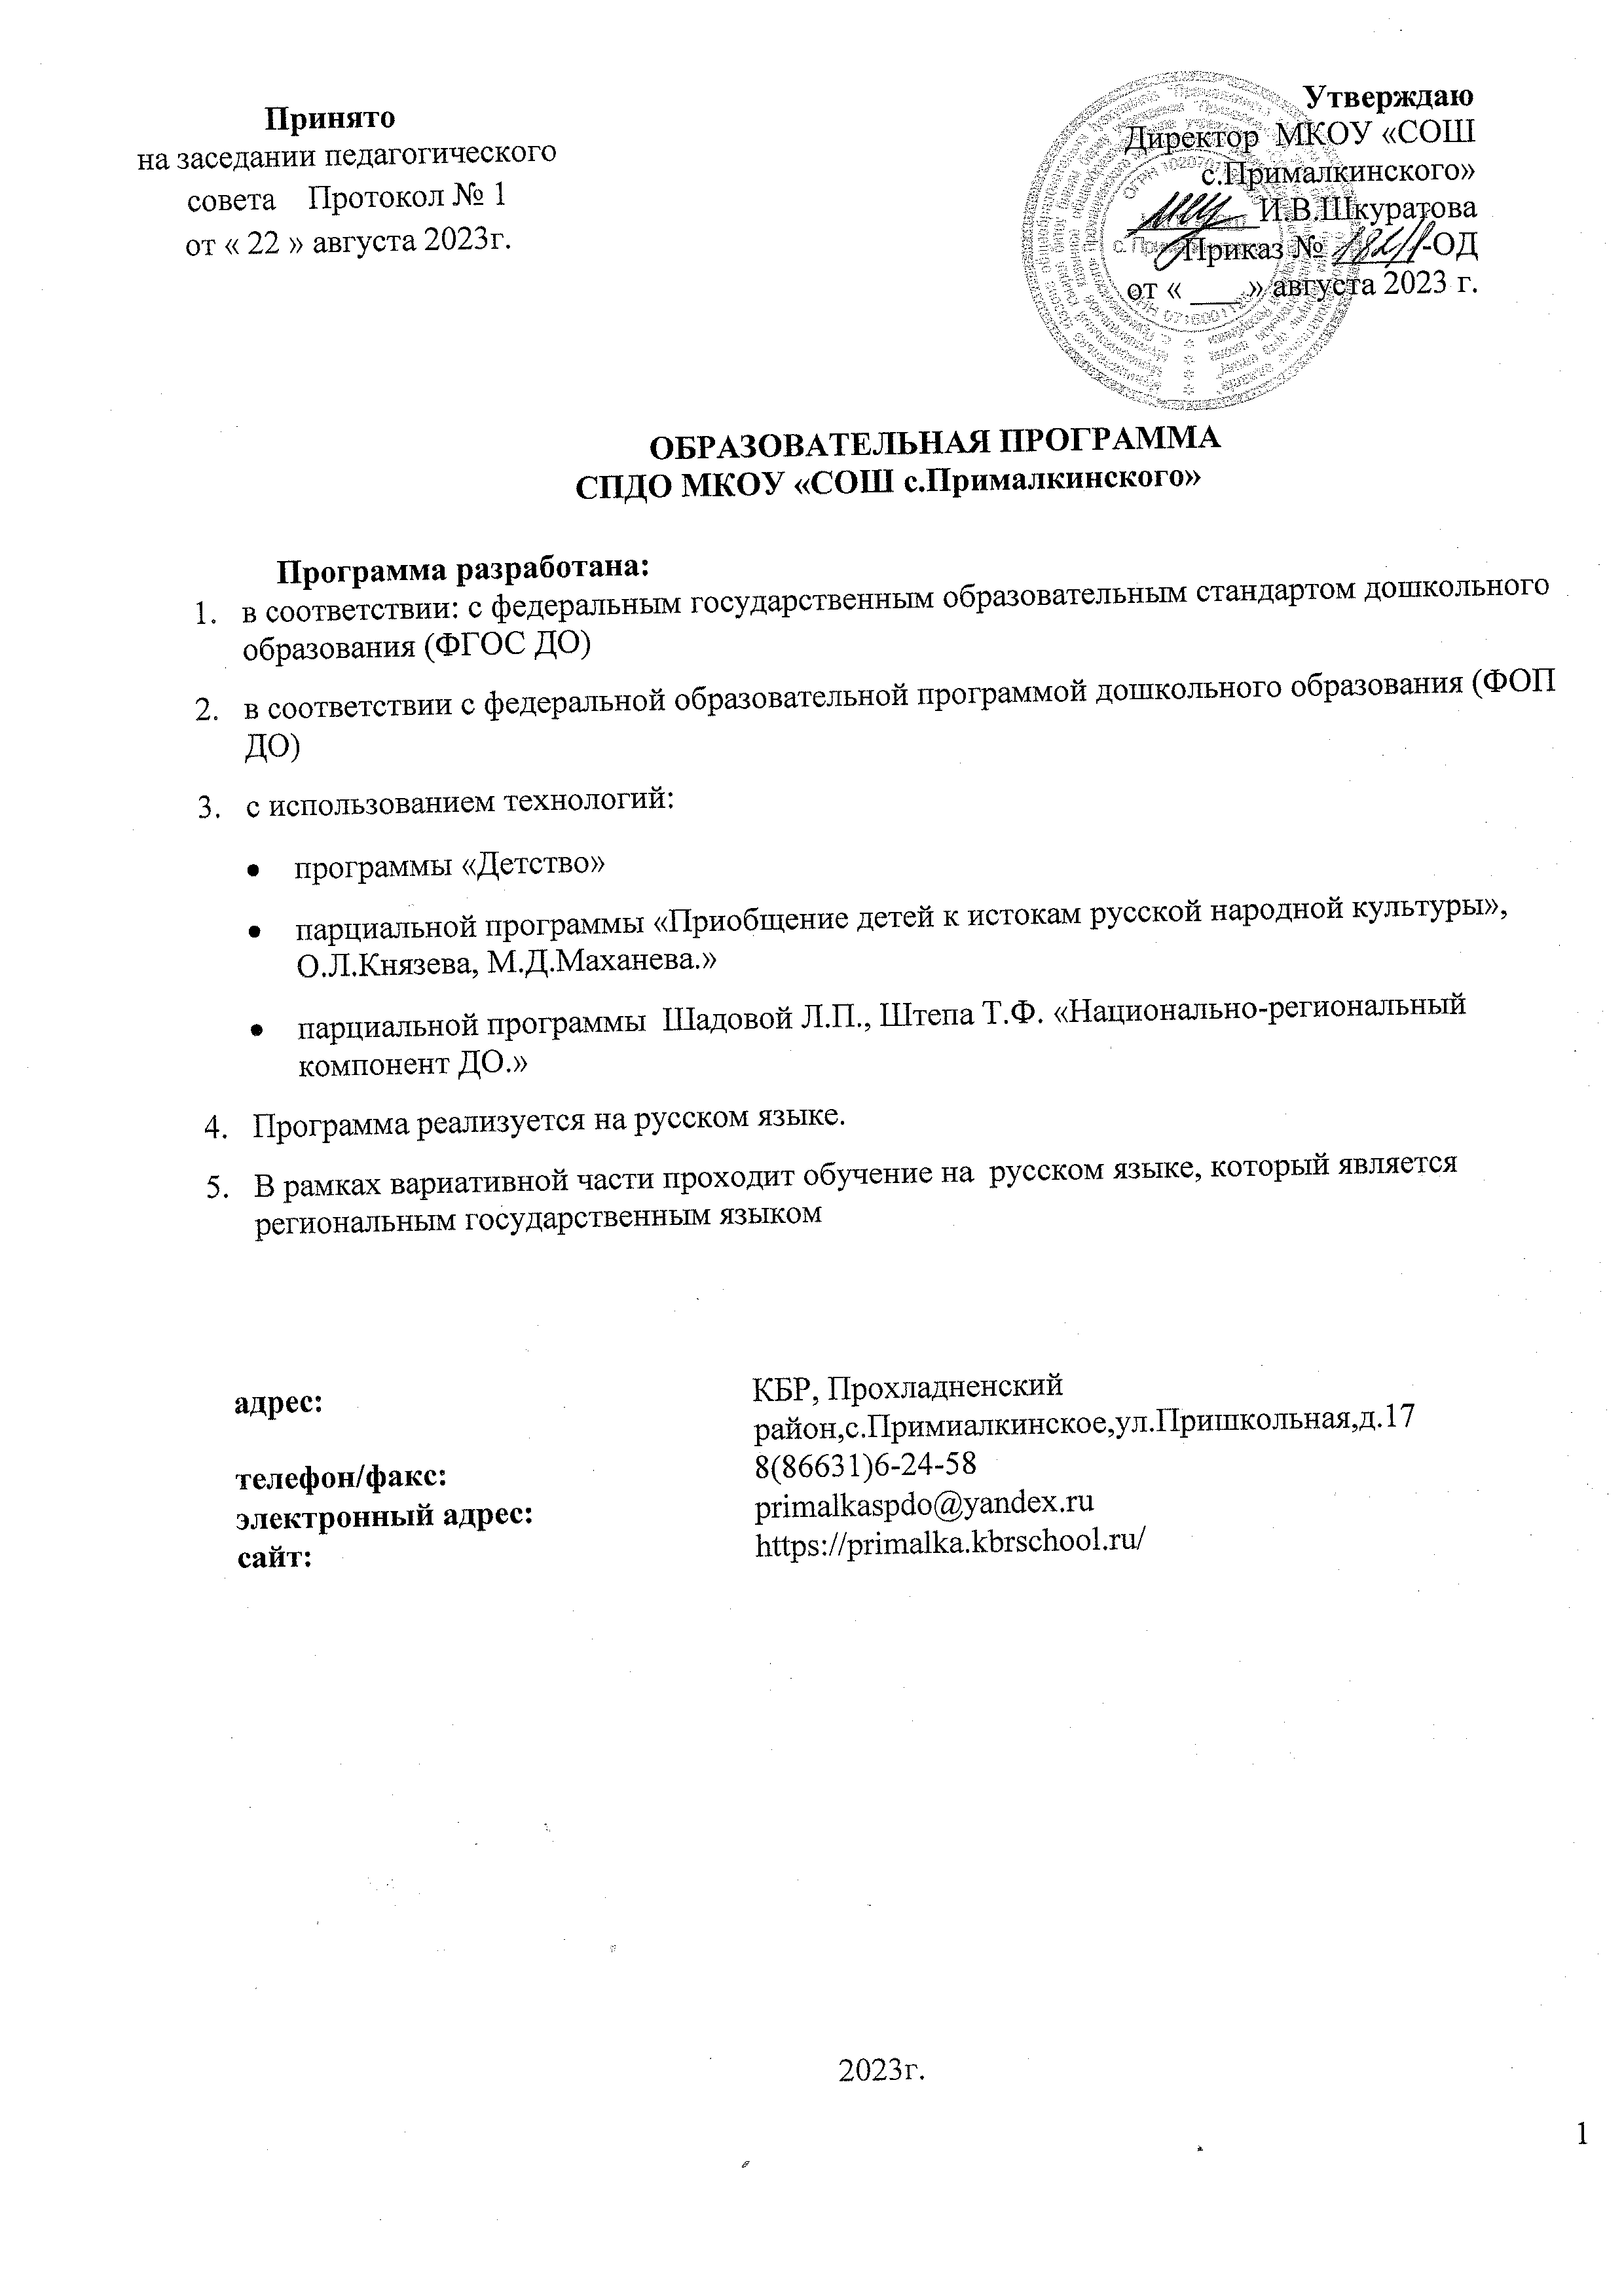 Принято
на заседании педагогического
совета Протокол № 1
от « 22 » августа 2023г.
Утверждаю
Директор МКОУ «СОШ
с.Прималкинского»
И.В.Шкуратова
Приказ № -ОД
от « ___ » августа 2023 г.
ОБРАЗОВАТЕЛЬНАЯ ПРОГРАММА
СПДО МКОУ «СОШ с.Прималкинского»
Программа разработана:
1. в соответствии: с федеральным государственным образовательным стандартом дошкольного
образования (ФГОС ДО)
2. в соответствии с федеральной образовательной программой дошкольного образования (ФОП
ДО)
3. с использованием технологий:
• программы «Детство»
• парциальной программы «Приобщение детей к истокам русской народной культуры»,
О.Л.Князева, М.Д.Маханева.»
• парциальной программы Шадовой Л.П., Штепа Т.Ф. «Национально-региональный
компонент ДО.»
4. Программа реализуется на русском языке.
5. В рамках вариативной части проходит обучение на русском языке, который является
региональным государственным языком
адрес:
КБР, Прохладненский
район,с.Примиалкинское,ул.Пришкольная,д.17
телефон/факс:
8(86631)6-24-58
электронный адрес:
primalkaspdo@yandex.ru
сайт:
https://primalka.kbrschool.ru/
2023г.
1